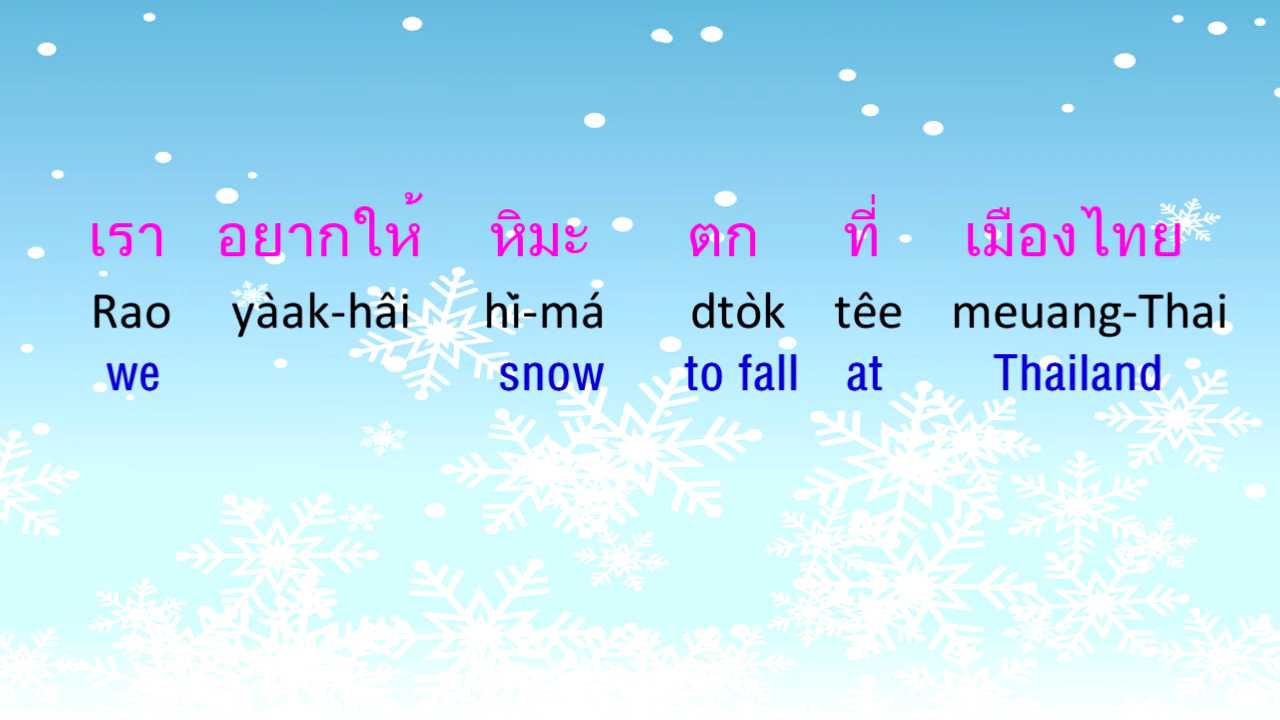 เรา อยากให้ หิมะ ตก ที่ เมืองไทย
Rao yàak-hâi hì-má dtòk têe meuang-Thai
we snow to fall at Thailand